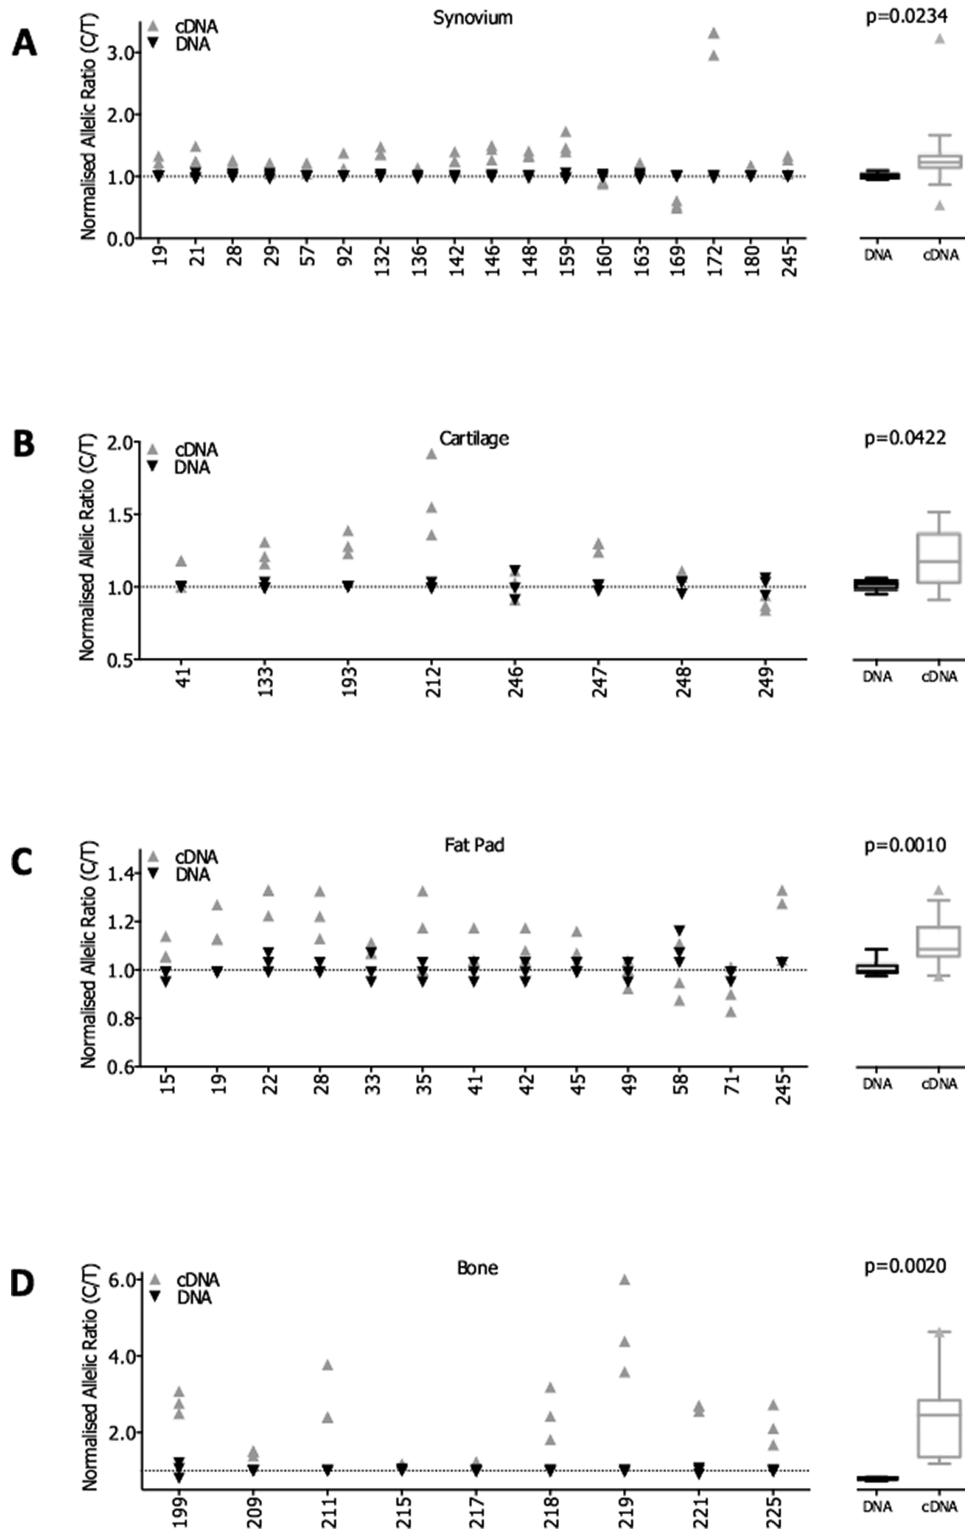 A
Synovium
p=0.0234
Normalised Allelic Ratio (C/T)
cDNA
DNA
3.0
2.0
1.0
0.0
19 21 28 29 57 92 132 136 142 146 148 159 160 163 169 172 180 245
DNA cDNA
B
Cartilage
p=0.0422
Normalised Allelic Ratio (C/T)
cDNA
DNA
2.0
1.5
1.0
0.5
41 133 193 212 246 247 248 249
DNA cDNA
C
Fat Pad
p=0.0010
Normalised Allelic Ratio (C/T)
cDNA
DNA
1.4
1.2
1.0
0.8
0.6
15 19 22 28 33 35 41 42 45 49 58 71 245
DNA cDNA
D
Bone
p=0.0020
Normalised Allelic Ratio (C/T)
cDNA
DNA
6.0
4.0
2.0
199 209 211 215 217 218 219 221 225
DNA cDNA